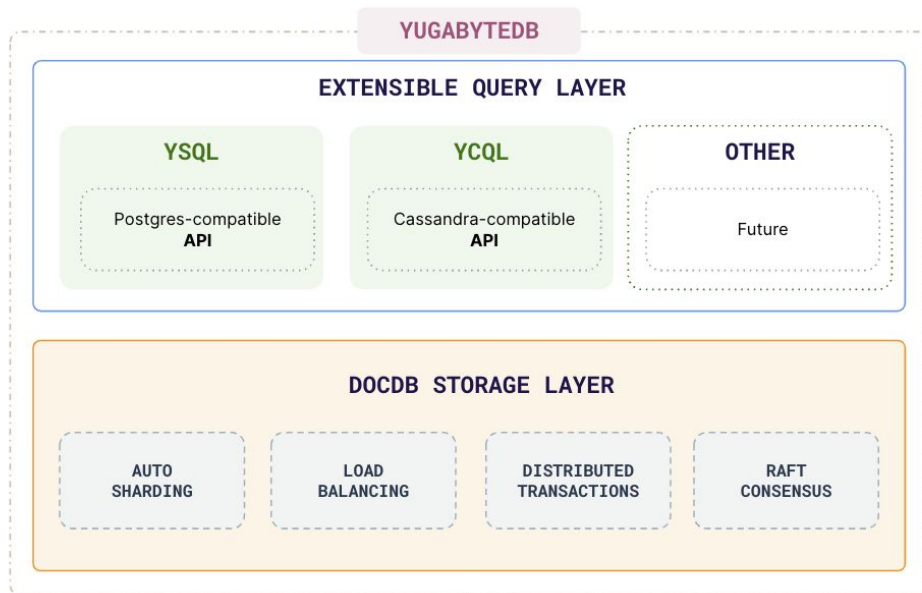 YUGABYTEDB
EXTENSIBLE QUERY LAYER
YSQL
Postgres-compatible
API
YCQL
Cassandra-compatible
API
OTHER
Future
DOCDB STORAGE LAYER
AUTO
SHARDING
LOAD
BALANCING
DISTRIBUTED
TRANSACTIONS
RAFT
CONSENSUS